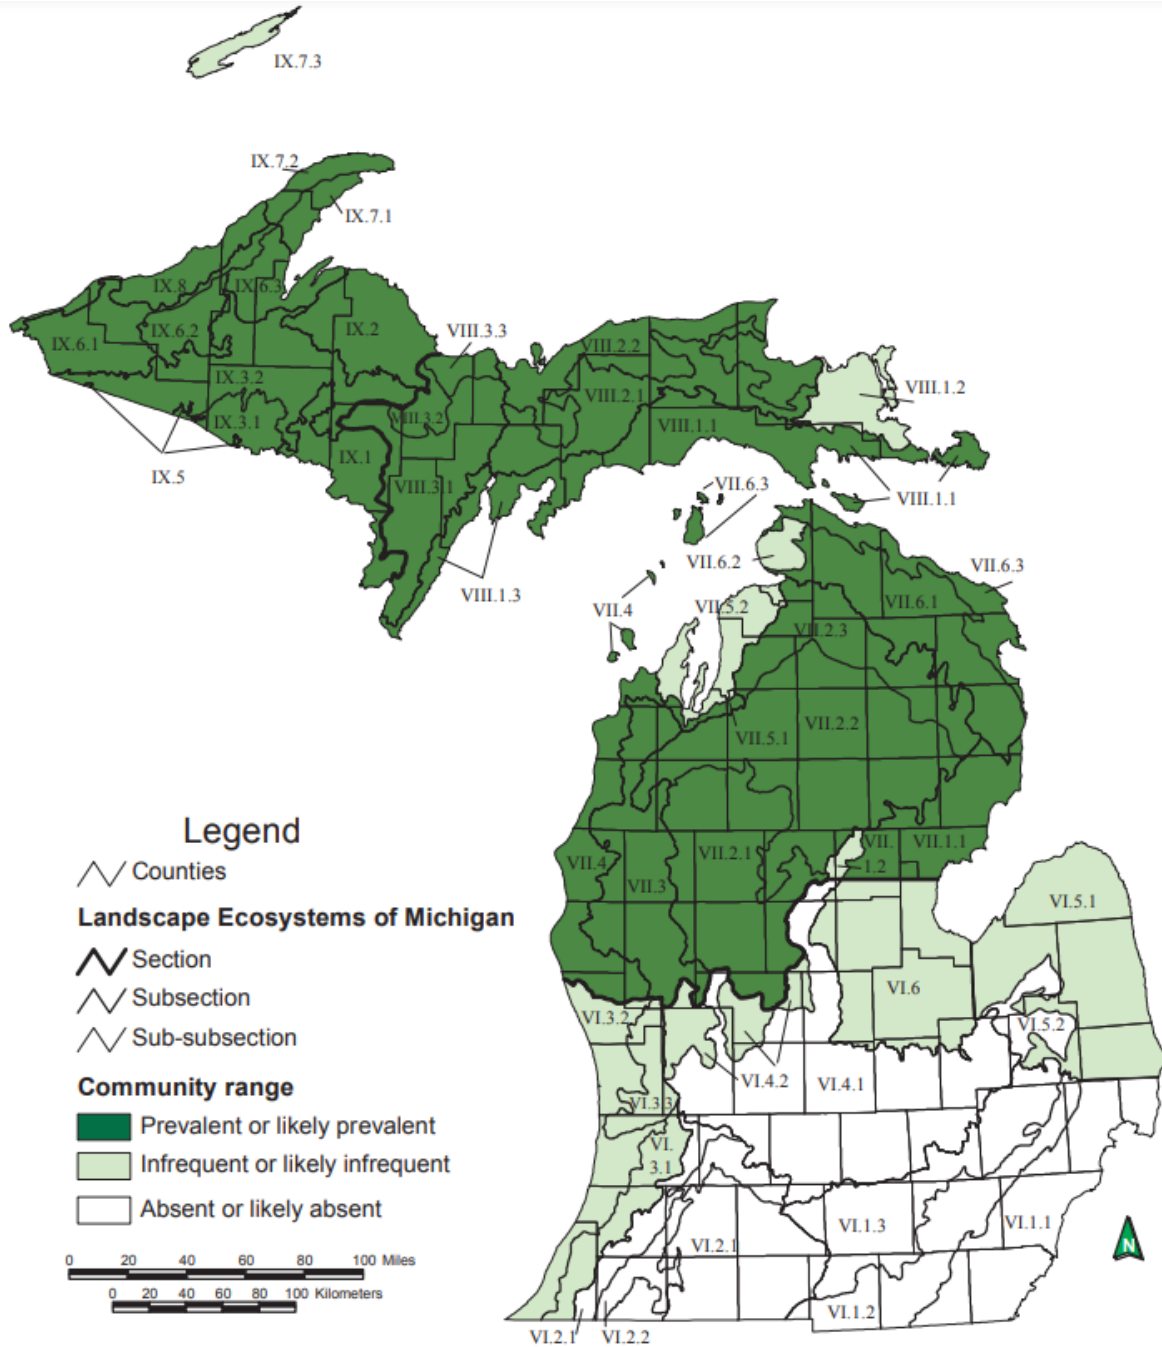 IX.7.3
IX.7.2
IX.7.1
IX.8
IX.6.3
IX.6.2
IX.6.1
IX.2
VIII.3.3
VIII.2.2
IX.3.2
VIII.2.1
VIII.1.2
IX.3.1
VIII.3.2
VIII.1.1
IX.1
IX.5
VIII.3.1
VII.6.3
VIII.1.1
VII.6.2
VII.6.3
VIII.1.3
VII.4
VII.5.2
VII.6.1
VII.2.3
VII.5.1
VII.2.2
VII.4
VII.3
VII.2.1
VII.
1.2
VII.1.1
VI.5.1
VI.6
VI.3.2
VI.5.2
VI.4.2
VI.4.1
VI.3.3
VI.
3.1
VI.2.1
VI.1.3
VI.1.1
VI.1.2
VI.2.1
VI.2.2
Legend
Counties
Landscape Ecosystems of Michigan
Section
Subsection
Sub-subsection
Community range
Prevalent or likely prevalent
Infrequent or likely infrequent
Absent or likely absent
0 20 40 60 80 100 Miles
0 20 40 60 80 100 Kilometers
N